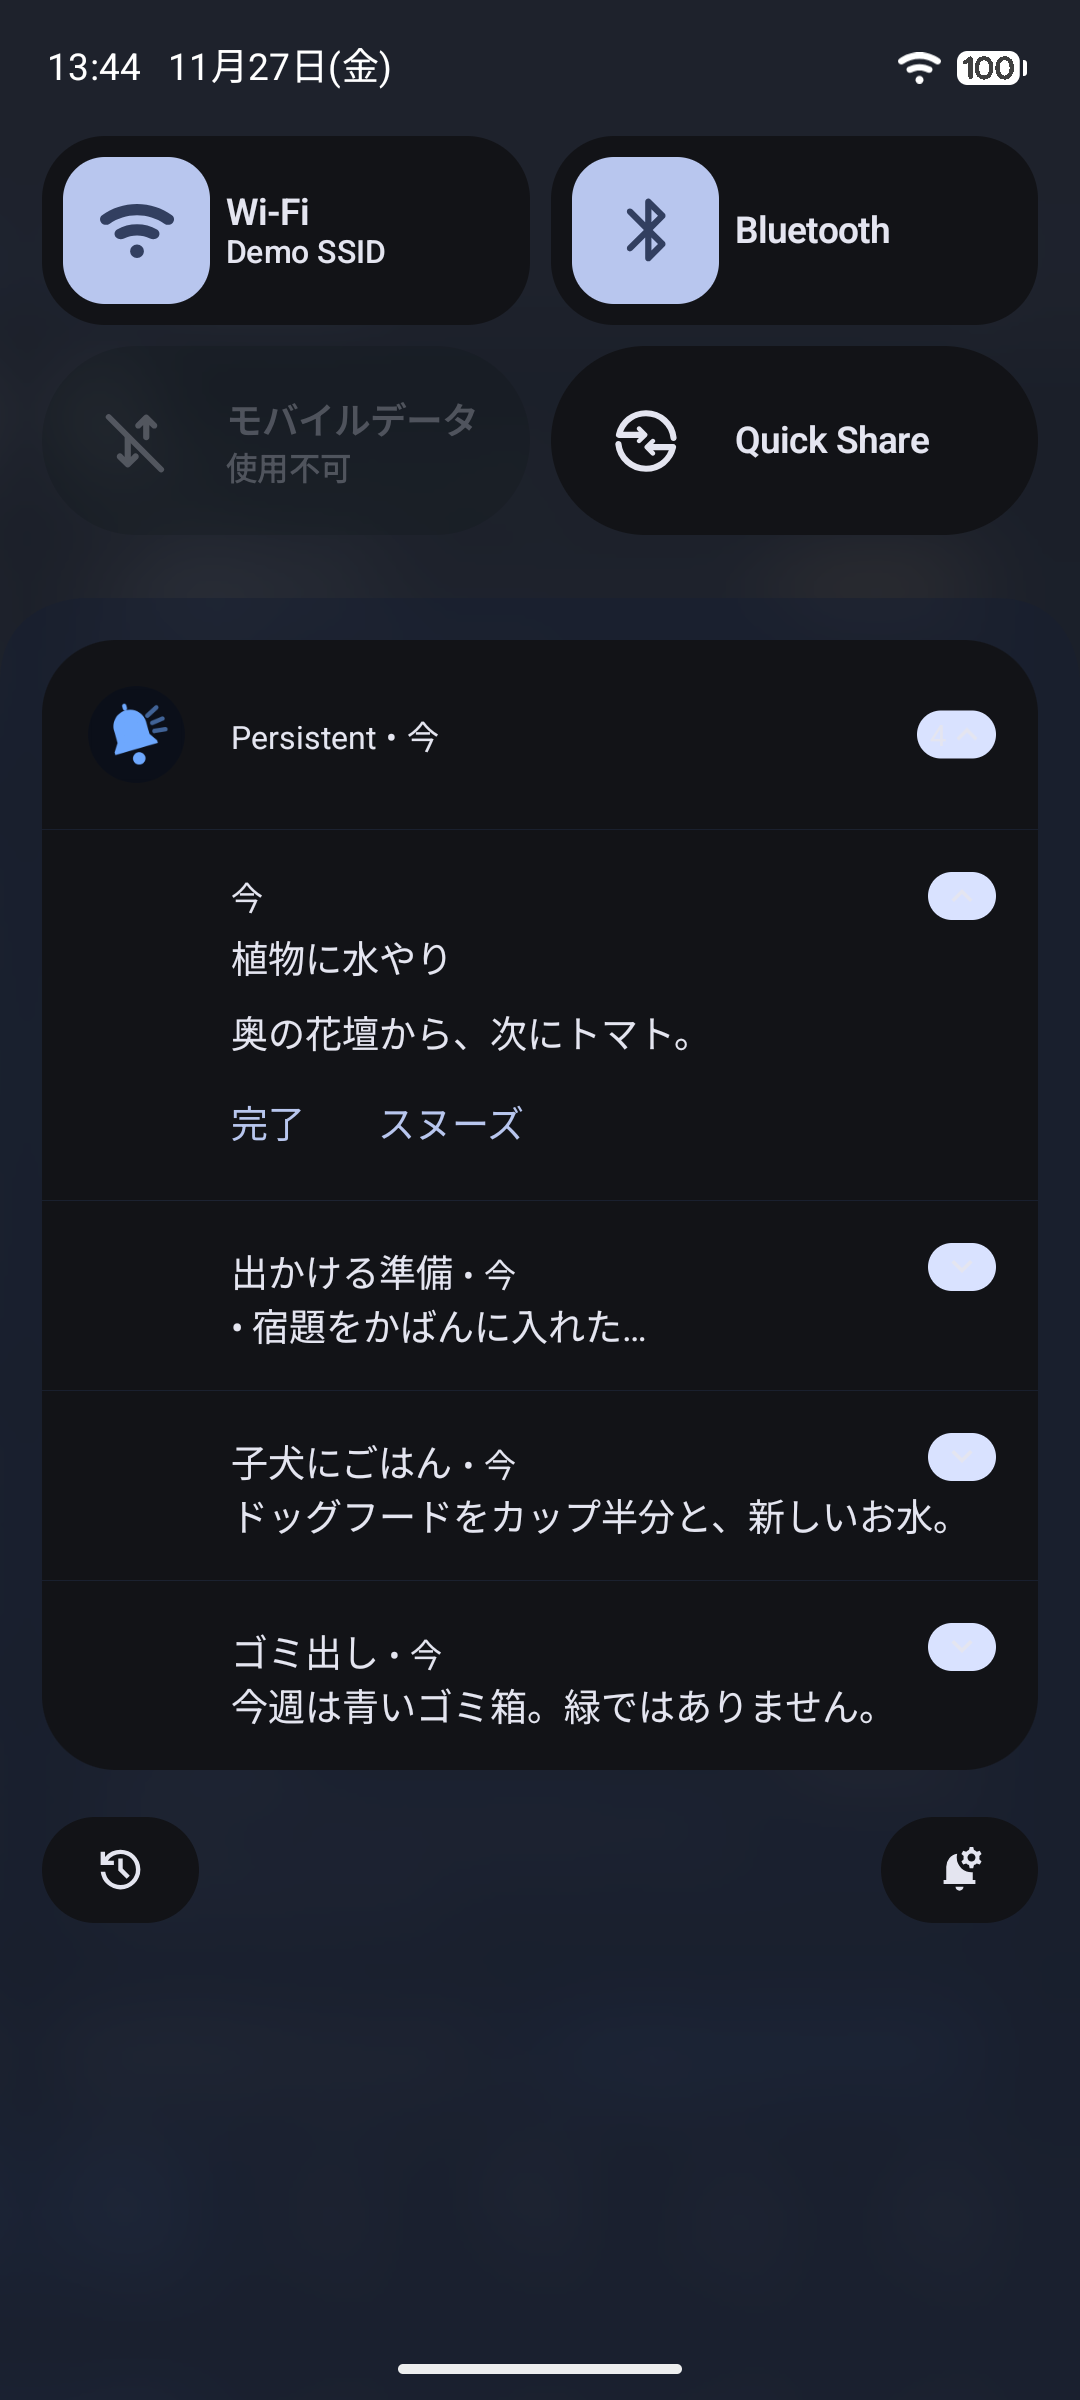 13:44 11月27日(金)
100
Wi-Fi
Demo SSID
Bluetooth
モバイルデータ
使用不可
Quick Share
Persistent・今
4
今
植物に水やり
奥の花壇から、次にトマト。
完了 スヌーズ
出かける準備・今
• 宿題をかばんに入れた…
子犬にごはん・今
ドッグフードをカップ半分と、新しいお水。
ゴミ出し・今
今週は青いゴミ箱。緑ではありません。